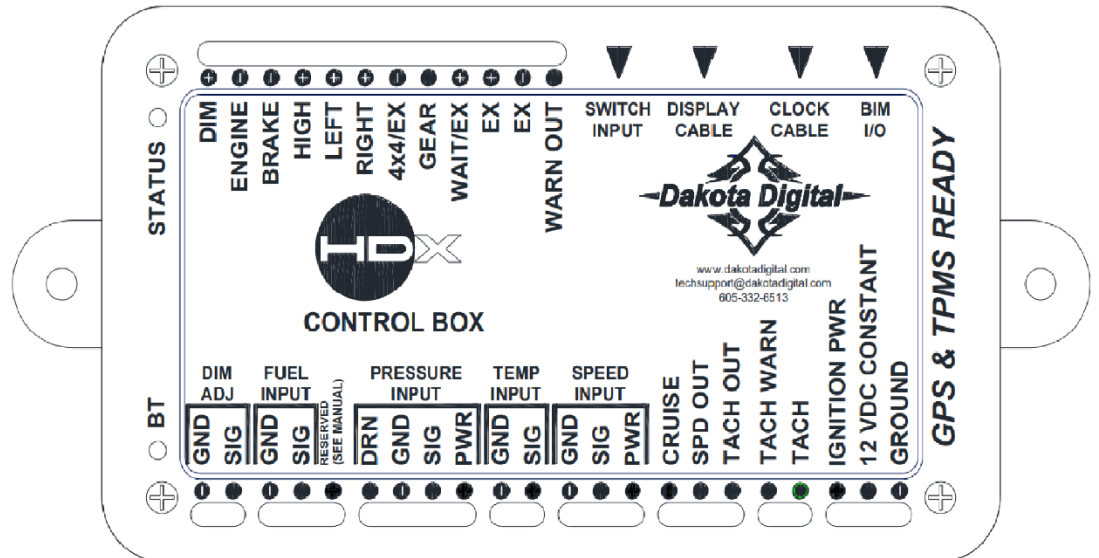 STATUS
DIM
ENGINE
BRAKE
HIGH
LEFT
RIGHT
4x4/EX
GEAR
WAIT/EX
EX
EX
WARN OUT
SWITCH
INPUT
DISPLAY
CABLE
CLOCK
CABLE
BIM
I/O
Dakota Digital
www.dakotadigital.com
techsupport@dakotadigital.com
605-332-6513
HDX
CONTROL BOX
GPS & TPMS READY
BT
DIM
ADJ
GND
SIG
FUEL
INPUT
GND
SIG
RESERVED
(SEE MANUAL)
PRESSURE
INPUT
DRN
GND
SIG
PWR
TEMP
INPUT
GND
SIG
SPEED
INPUT
GND
SIG
PWR
CRUISE
SPD OUT
TACH OUT
TACH WARN
TACH
IGNITION PWR
12 VDC CONSTANT
GROUND